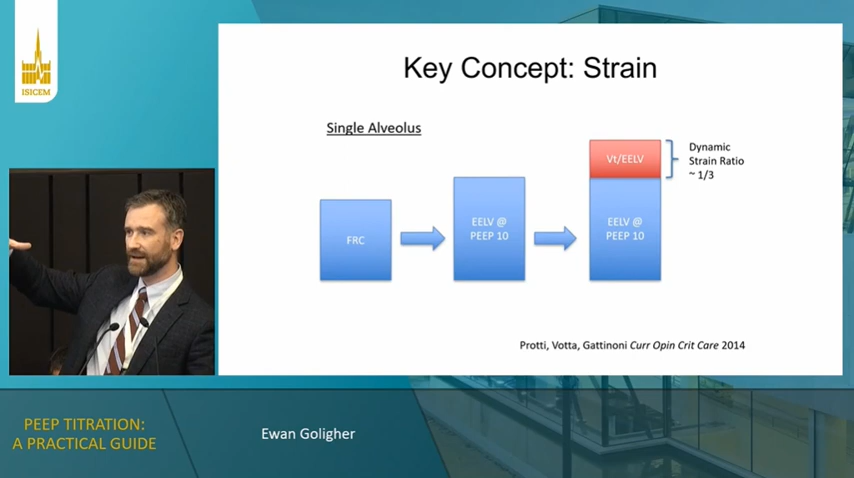 ISICEM
Key Concept: Strain
Single Alveolus
Vt/EELV
Dynamic
Strain Ratio
~ 1/3
FRC
EELV @
PEEP 10
EELV @
PEEP 10
Protti, Votta, Gattinoni Curr Opin Crit Care 2014
PEEP TITRATION:
A PRACTICAL GUIDE
Ewan Goligher